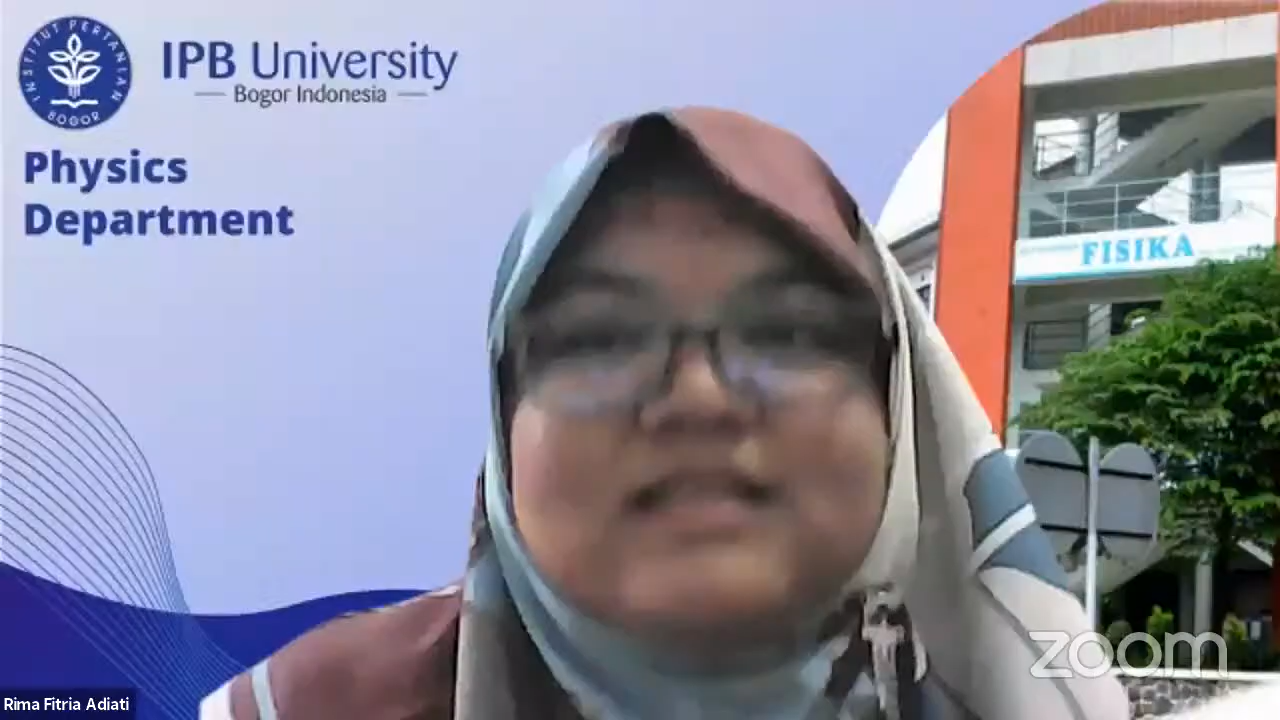 INSTITUT PERTANIAN
BOGOR
IPB University
Bogor Indonesia
Physics
Department
FISIKA
zoom
Rima Fitria Adiati